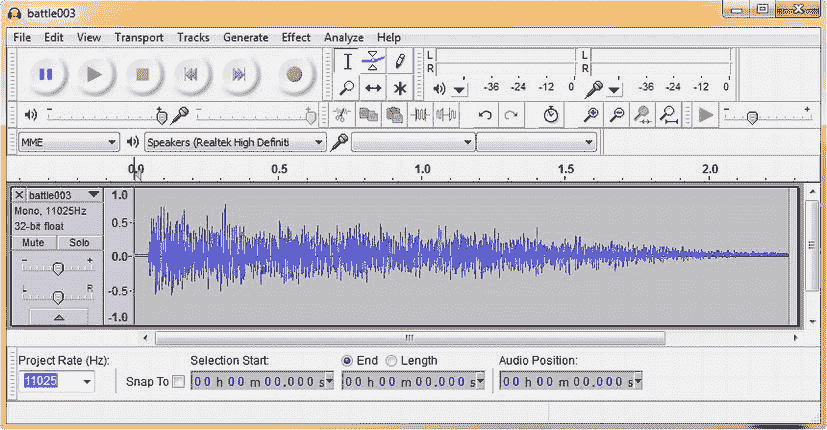 battle003
File Edit View Transport Tracks Generate Effect Analyze Help
L
R
-36 -24 -12 0
L
R
-36 -24 -12 0
- + - +
- +
MME Speakers (Realtek High Definiti
0.0 0.5 1.0 1.5 2.0
X battle003
Mono, 11025Hz
32-bit float
Mute Solo
- +
L R
1.0
0.5
0.0
-0.5
-1.0
Project Rate (Hz): Selection Start: End Length Audio Position:
11025 Snap To 00 h 00 m 00.000 s 00 h 00 m 00.000 s 00 h 00 m 00.000 s